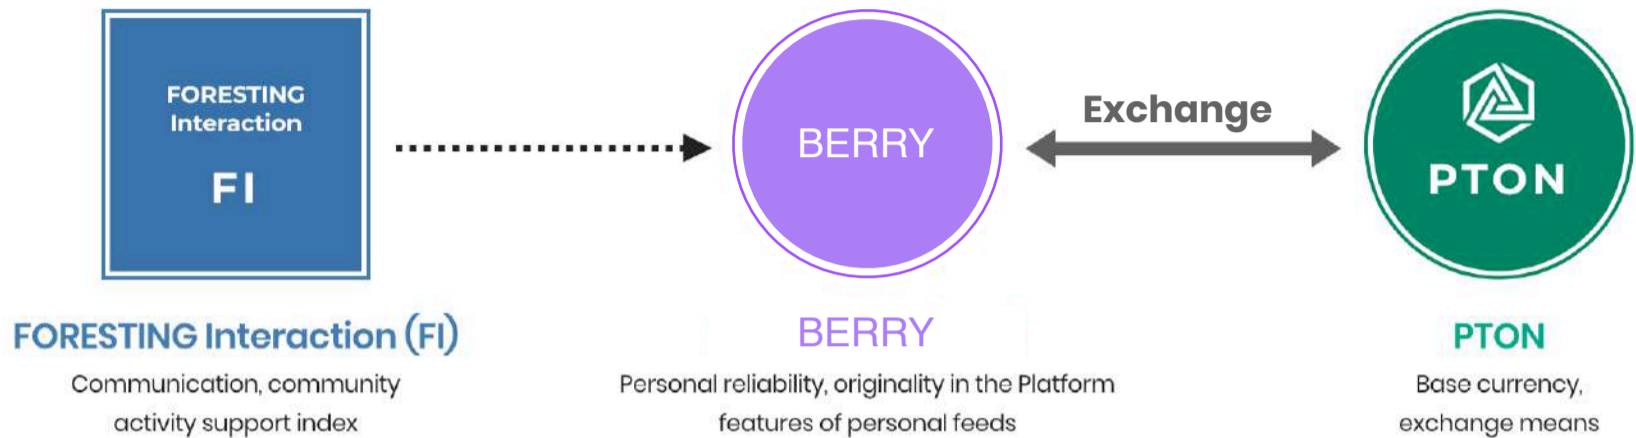 FORESTING
Interaction
FI
BERRY
Exchange
PTON
FORESTING Interaction (FI)
Communication, community
activity support index
BERRY
Personal reliability, originality in the Platform
features of personal feeds
PTON
Base currency,
exchange means